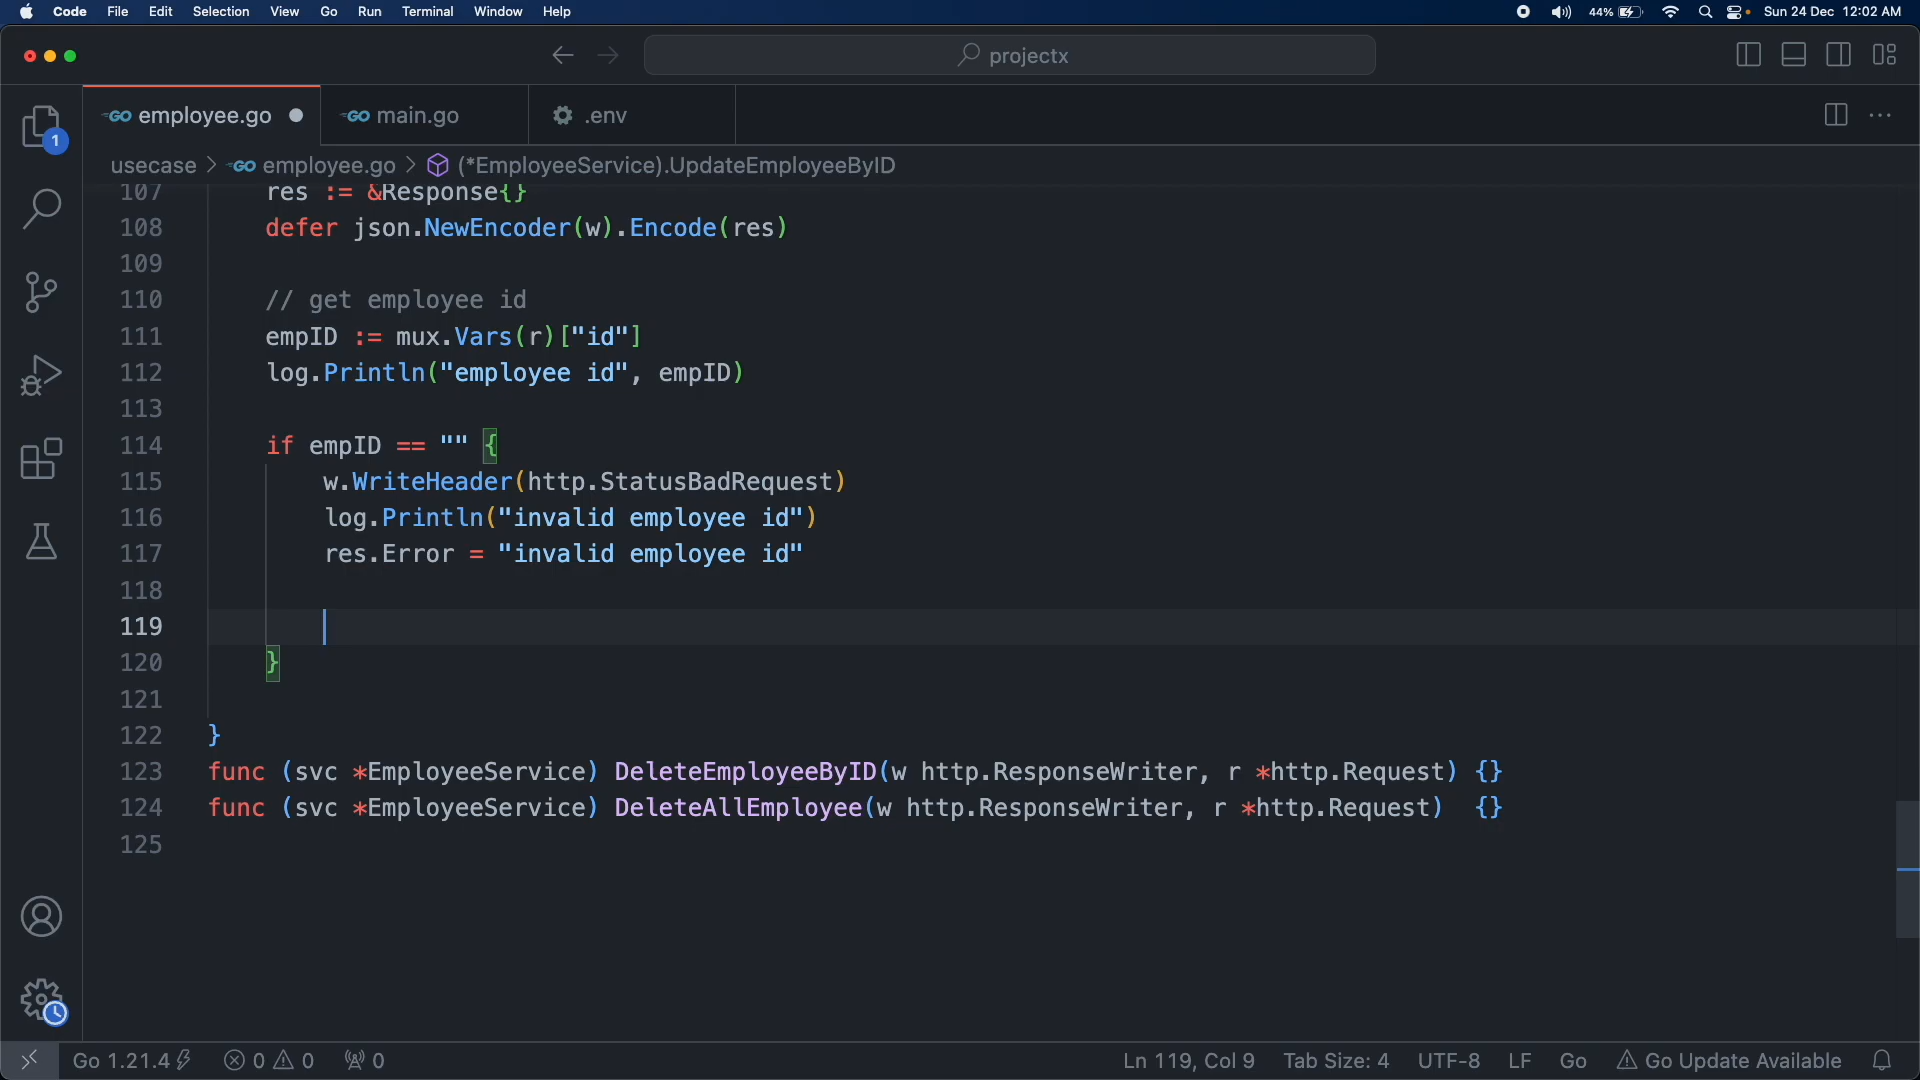 Code File Edit Selection View Go Run Terminal Window Help 44% Sun 24 Dec 12:02 AM
projectx
GO employee.go GO main.go .env
1
usecase > GO employee.go > (*EmployeeService).UpdateEmployeeByID
107 res := &Response{}
108 defer json.NewEncoder(w).Encode(res)
109
110 // get employee id
111 empID := mux.Vars(r)["id"]
112 log.Println("employee id", empID)
113
114 if empID == "" {
115 w.WriteHeader(http.StatusBadRequest)
116 log.Println("invalid employee id")
117 res.Error = "invalid employee id"
118
119
120 }
121
122 }
123 func (svc *EmployeeService) DeleteEmployeeByID(w http.ResponseWriter, r *http.Request) {}
124 func (svc *EmployeeService) DeleteAllEmployee(w http.ResponseWriter, r *http.Request) {}
125
Go 1.21.4 0 0 0 Ln 119, Col 9 Tab Size: 4 UTF-8 LF Go Go Update Available